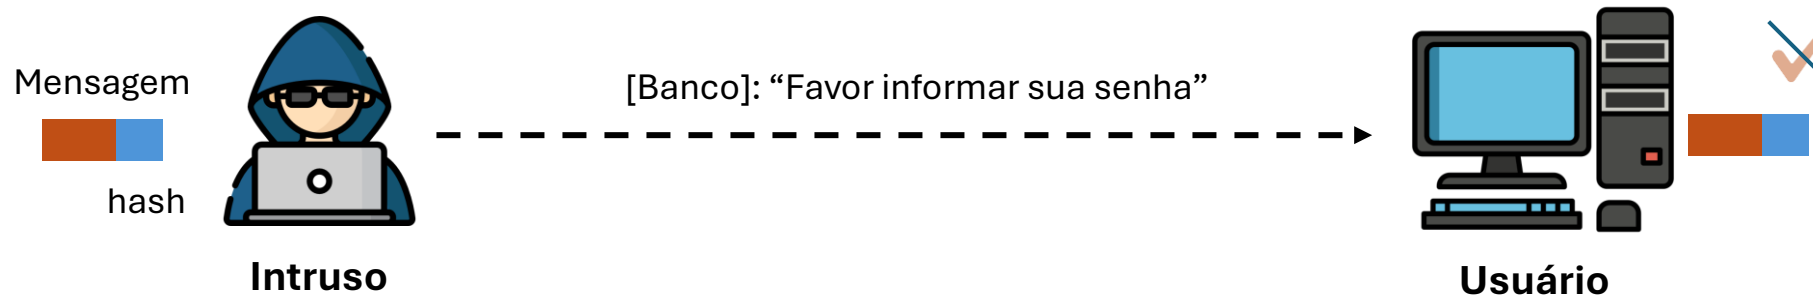 Mensagem
hash
Intruso
[Banco]: “Favor informar sua senha”
Usuário